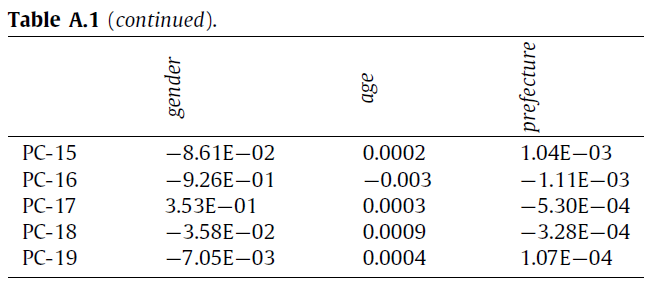 Table A.1 (continued).
gender age prefecture
PC-15 −8.61E−02 0.0002 1.04E−03
PC-16 −9.26E−01 −0.003 −1.11E−03
PC-17 3.53E−01 0.0003 −5.30E−04
PC-18 −3.58E−02 0.0009 −3.28E−04
PC-19 −7.05E−03 0.0004 1.07E−04